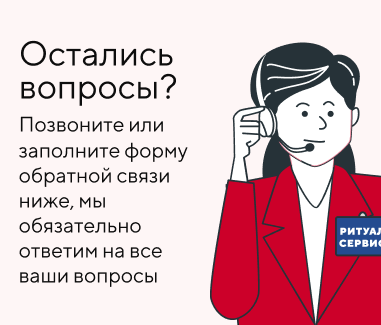 Остались
вопросы?
Позвоните или
заполните форму
обратной связи
ниже, мы
обязательно
ответим на все
ваши вопросы
РИТУАЛ
СЕРВИС